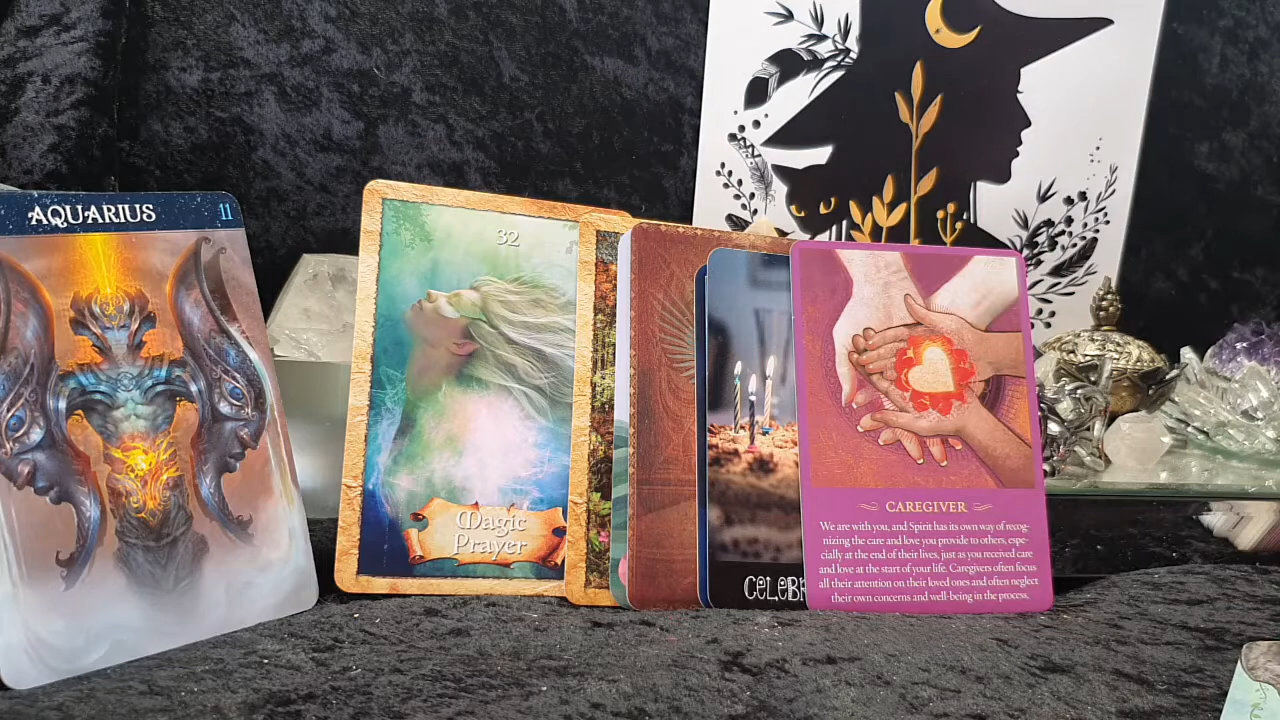 AQUARIUS
11
32
Magic
Prayer
CELEBR
CAREGIVER
We are with you, and Spirit has its own way of recog-
nizing the care and love you provide to others, espe-
cially at the end of their lives, just as you received care
and love at the start of your life. Caregivers often focus
all their attention on their loved ones and often neglect
their own concerns and well-being in the process.